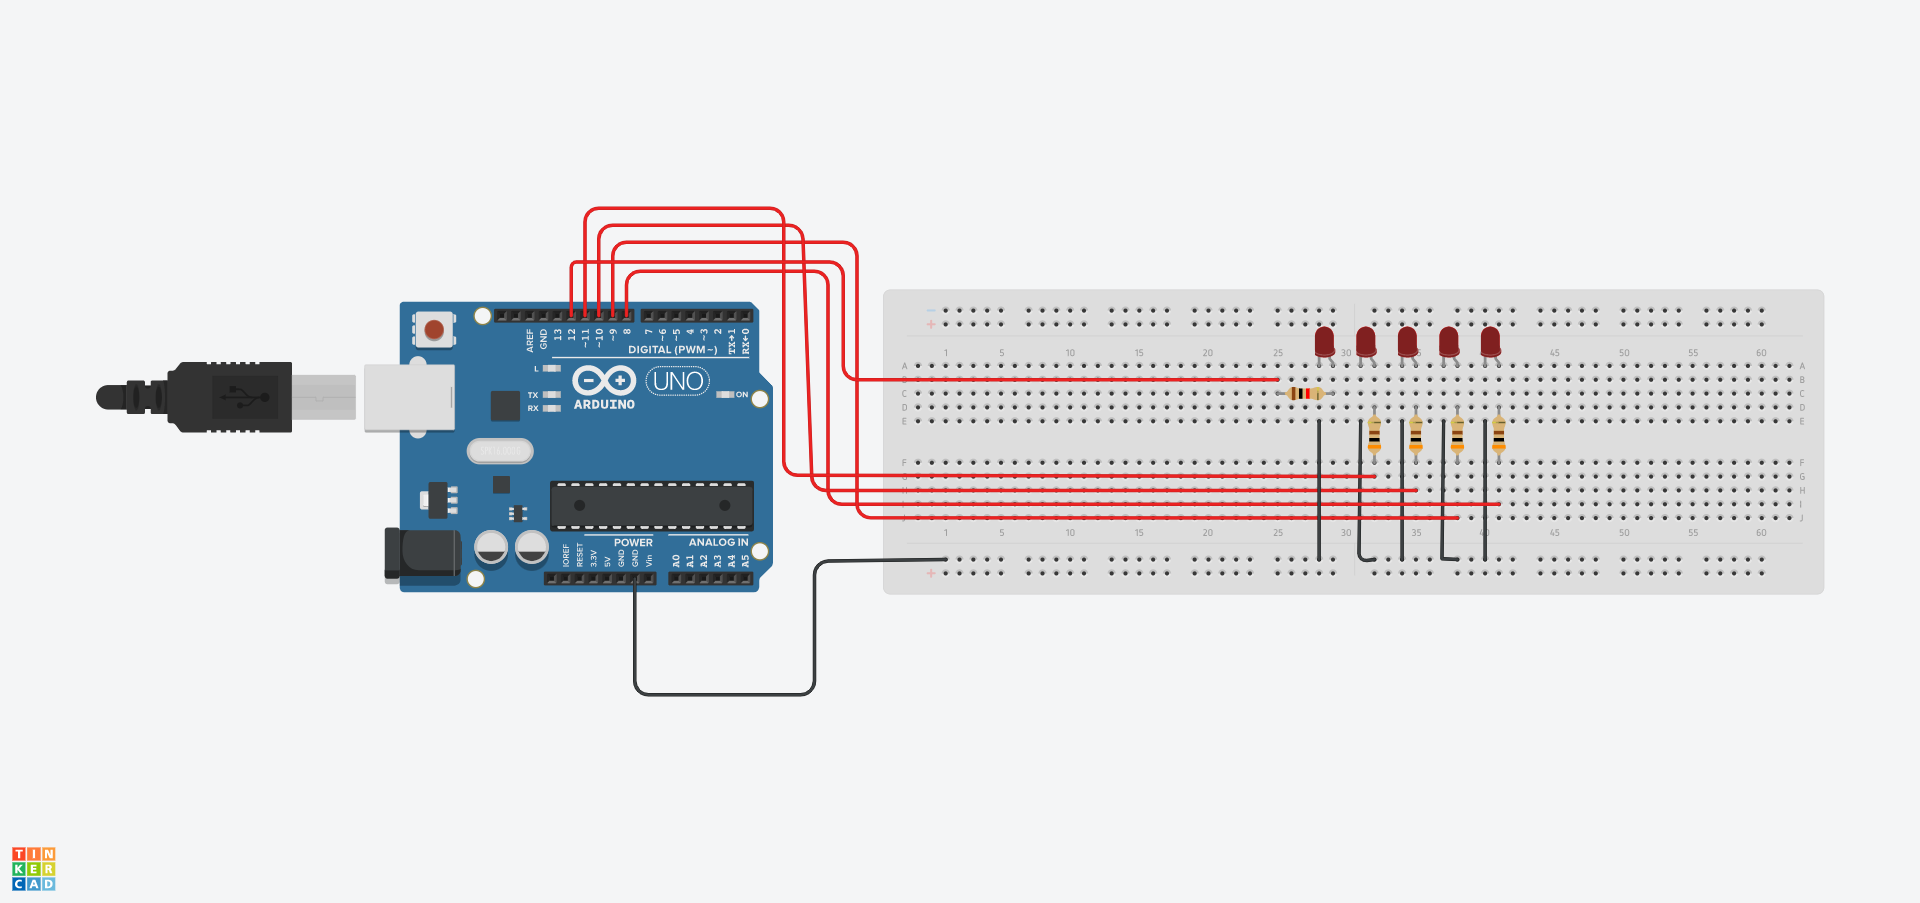 AREF
GND
13
12
~11
~10
~9
8
7
~6
~5
4
~3
2
TX→1
RX←0
DIGITAL (PWM~)
L
TX
RX
ARDUINO
UNO
ON
POWER
ANALOG IN
IOREF
RESET
3.3V
5V
GND
GND
Vin
A0
A1
A2
A3
A4
A5
1 5 10 15 20 25 30 45 50 55 60
A A
B
C C
D D
E E
F F
G
H
I
J
1 5 10 15 20 25 30 35 40 45 50 55 60
TIN
KER
CAD